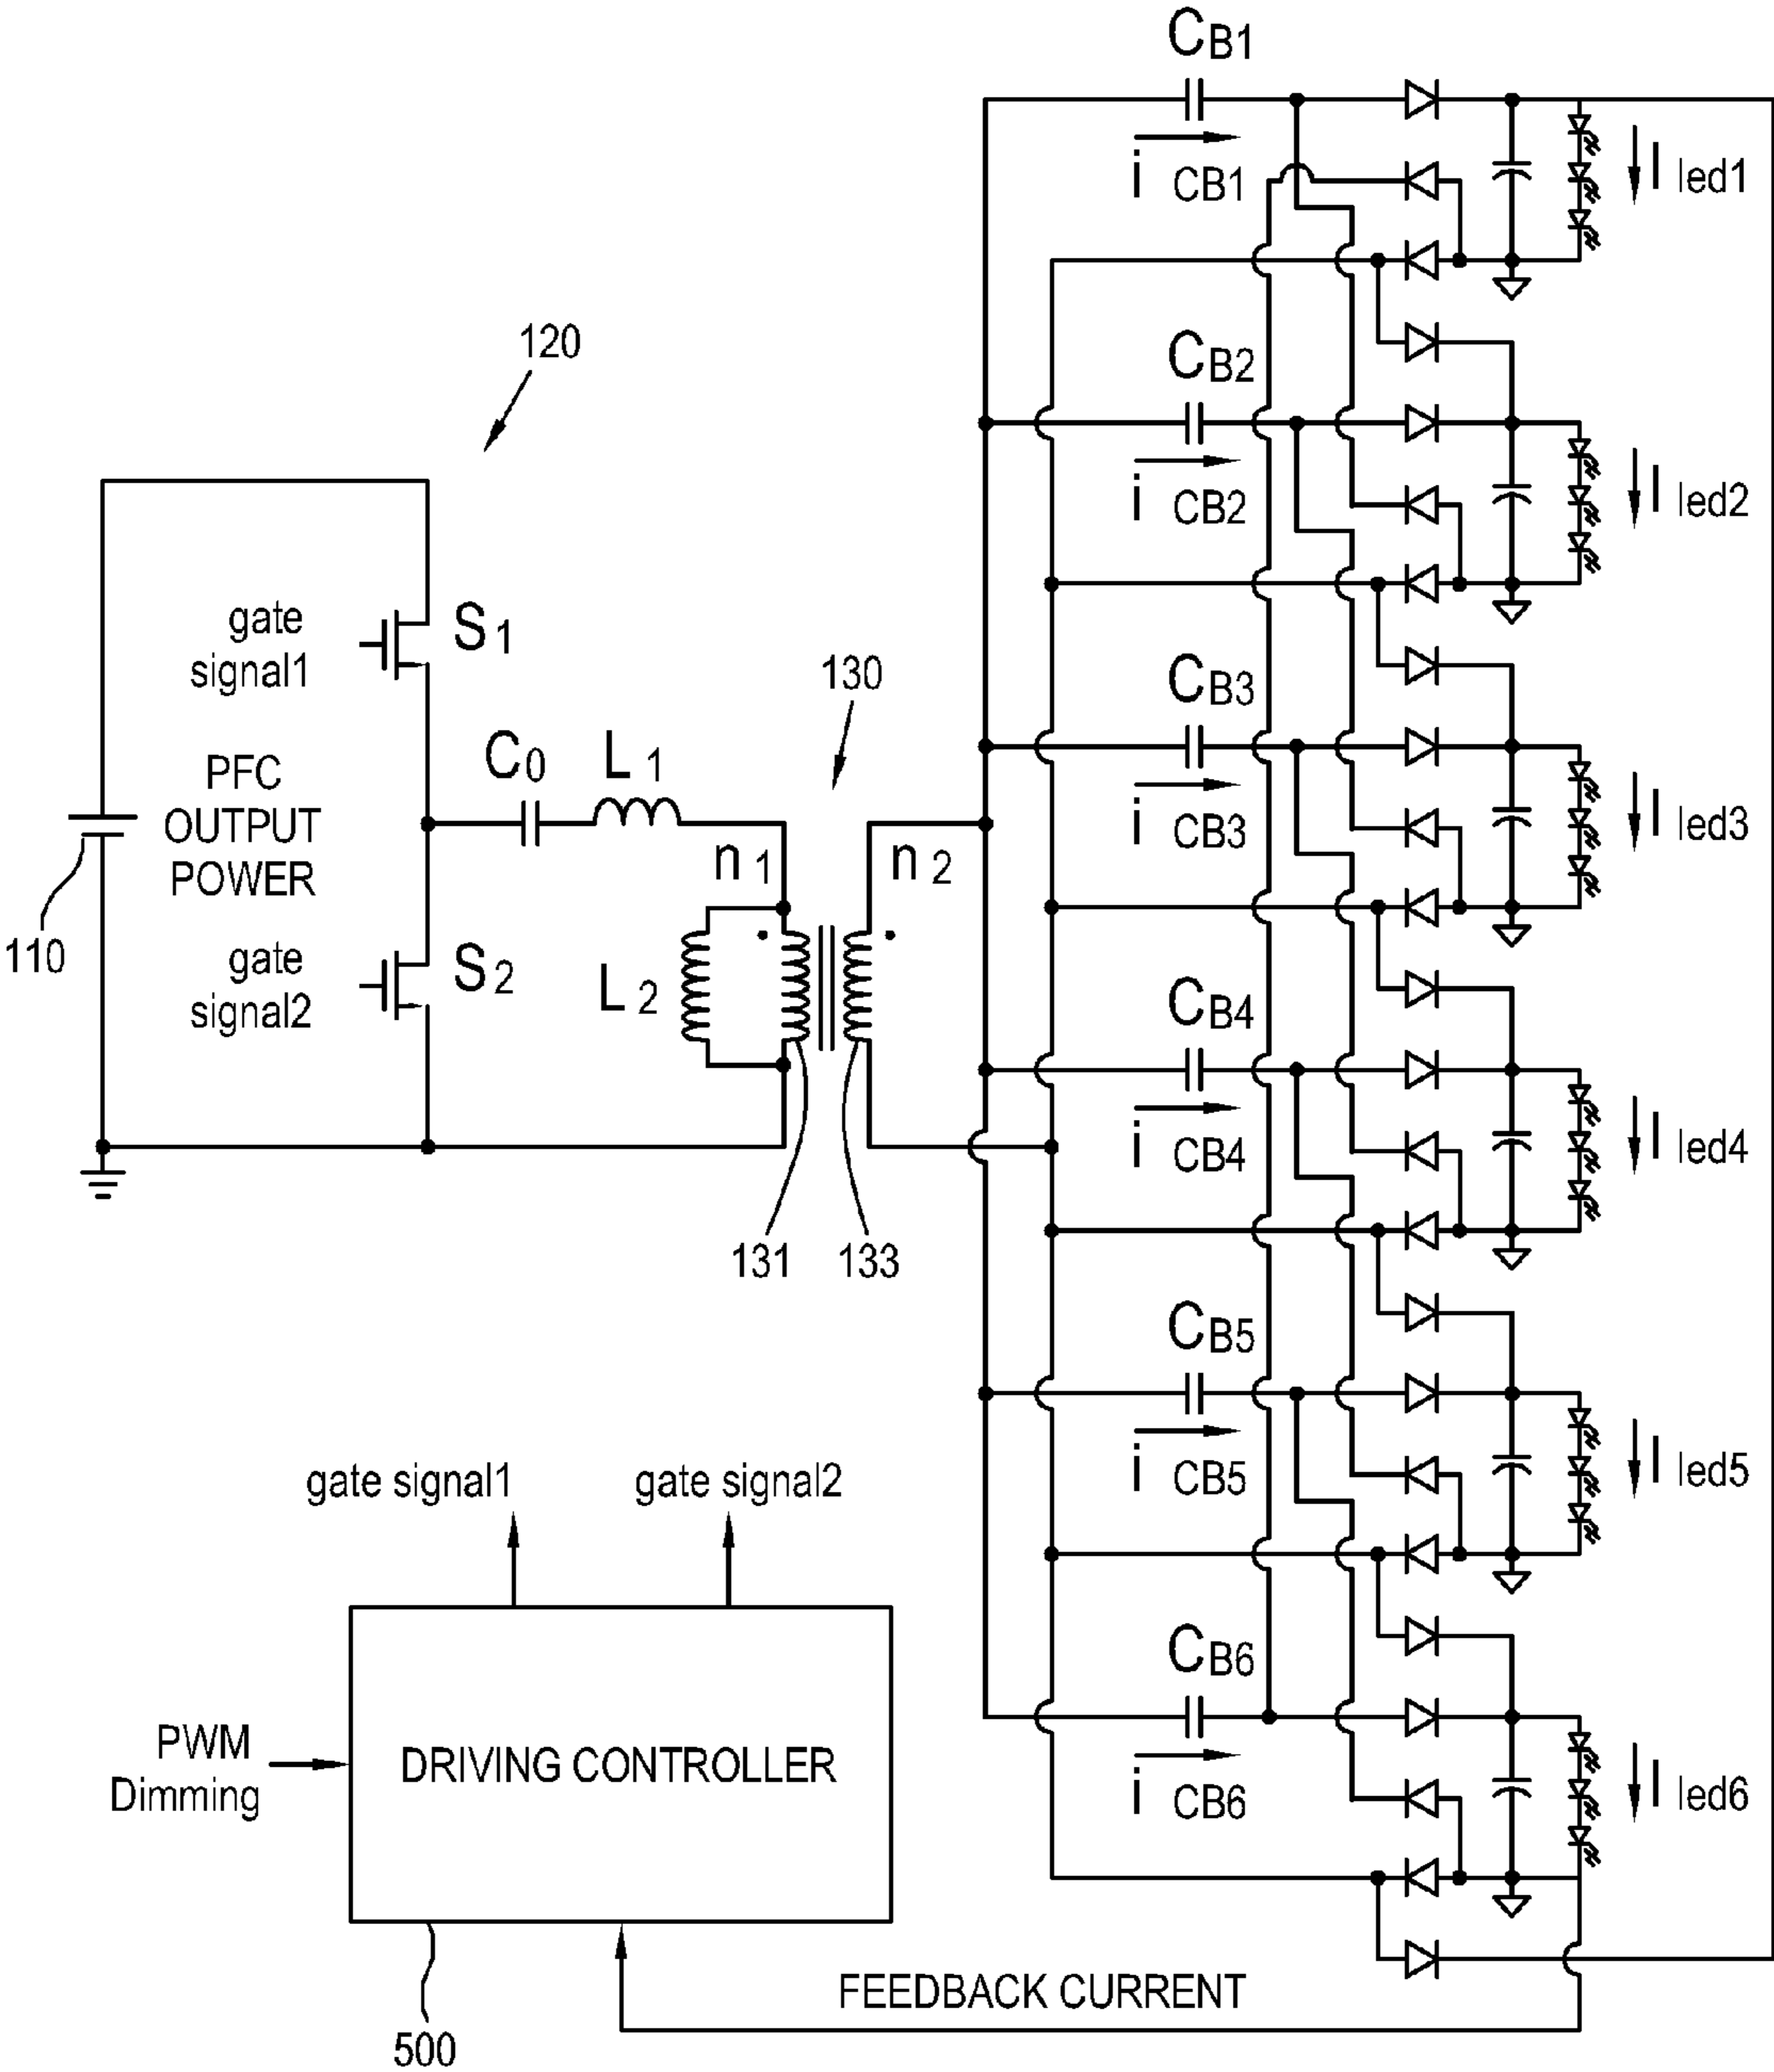 CB1
iCB1
Iled1
120
CB2
iCB2
Iled2
gate
signal1
S1
130
CB3
iCB3
Iled3
PFC
OUTPUT
POWER
C0
L1
n1
n2
110
gate
signal2
S2
L2
CB4
iCB4
Iled4
131
133
CB5
iCB5
Iled5
gate signal1
gate signal2
CB6
iCB6
Iled6
PWM
Dimming
DRIVING CONTROLLER
FEEDBACK CURRENT
500